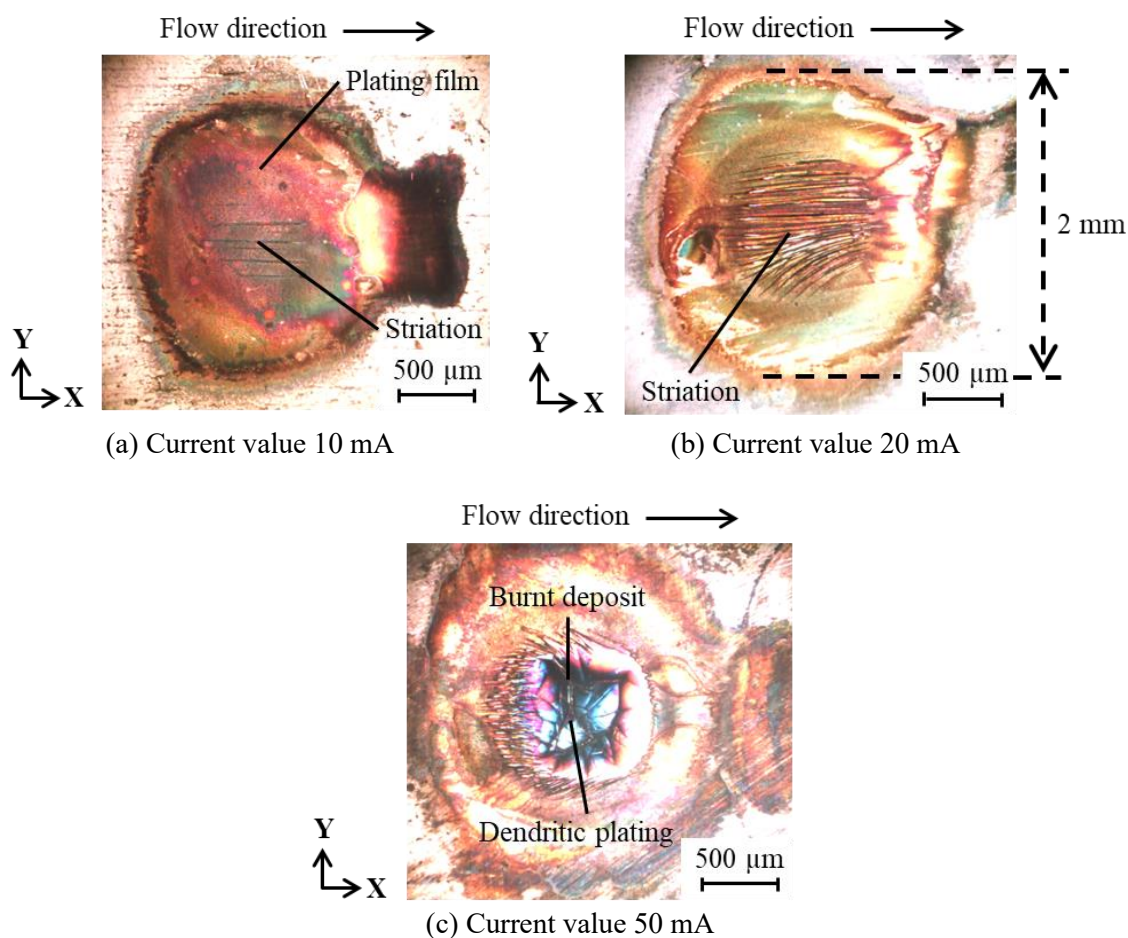 Flow direction
Plating film
Striation
500 µm
Y
X
(a) Current value 10 mA
Flow direction
2 mm
Striation
500 µm
Y
X
(b) Current value 20 mA
Flow direction
Burnt deposit
Dendritic plating
500 µm
Y
X
(c) Current value 50 mA